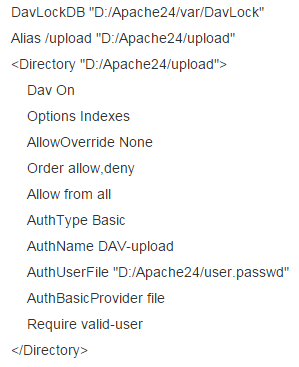 DavLockDB "D:/Apache24/var/DavLock"
Alias /upload "D:/Apache24/upload"
<Directory "D:/Apache24/upload">
Dav On
Options Indexes
AllowOverride None
Order allow,deny
Allow from all
AuthType Basic
AuthName DAV-upload
AuthUserFile "D:/Apache24/user.passwd"
AuthBasicProvider file
Require valid-user
</Directory>